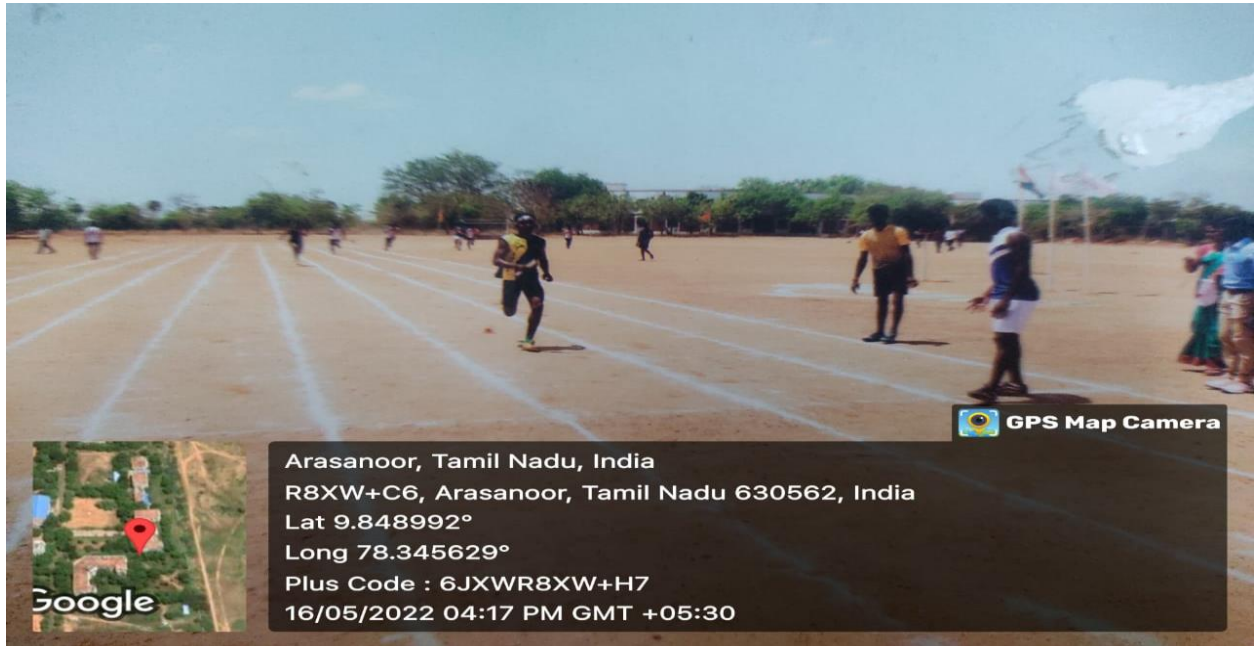 GPS Map Camera
Arasanoor, Tamil Nadu, India
R8XW+C6, Arasanoor, Tamil Nadu 630562, India
Lat 9.848992°
Long 78.345629°
Plus Code : 6JXWR8XW+H7
16/05/2022 04:17 PM GMT +05:30
Google